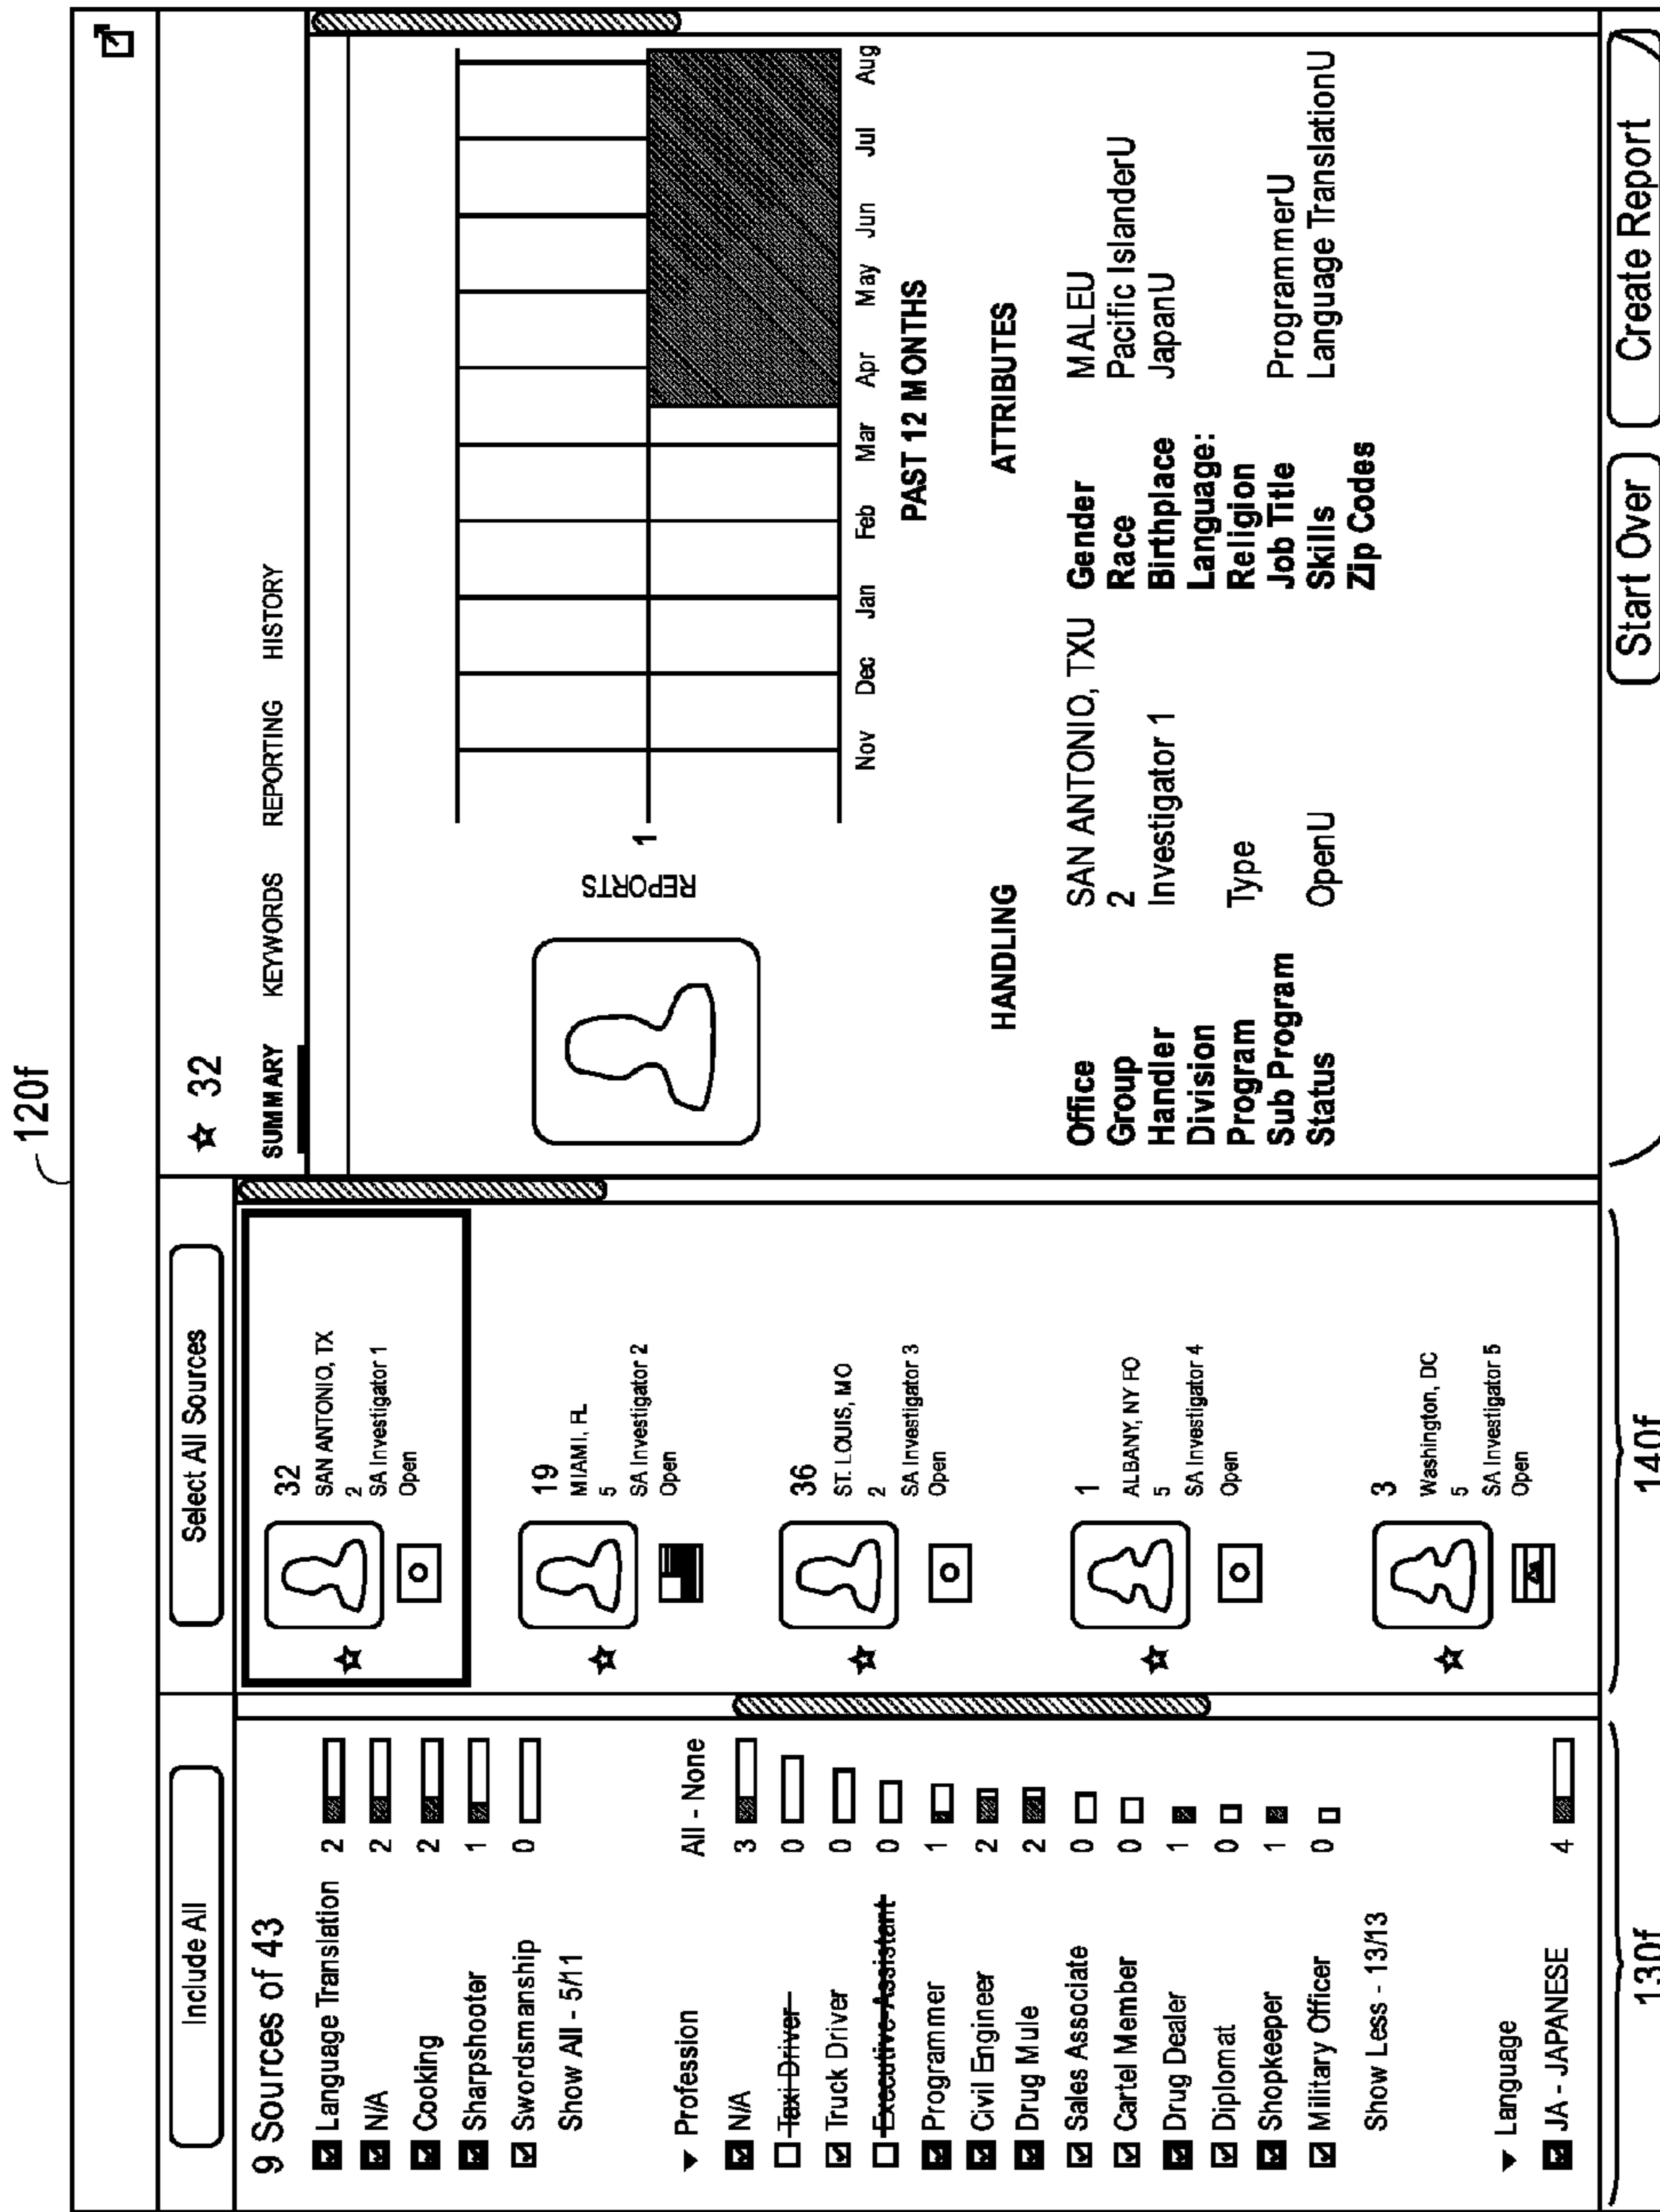 120f
Include All
9 Sources of 43
Language Translation 2
N/A 2
Cooking 2
Sharpshooter 1
Swordsmanship 0
Show All - 5/11
Profession All - None
N/A 3
Taxi Driver 0
Truck Driver 0
Executive Assistant 0
Programmer 1
Civil Engineer 2
Drug Mule 2
Sales Associate 0
Cartel Member 0
Drug Dealer 1
Diplomat 0
Shopkeeper 1
Military Officer 0
Show Less - 13/13
Language
JA - JAPANESE 4
130f
Select All Sources
32
SAN ANTONIO, TX
2
SA Investigator 1
Open
19
MIAMI, FL
5
SA Investigator 2
Open
36
ST. LOUIS, MO
2
SA Investigator 3
Open
1
ALBANY, NY FO
5
SA Investigator 4
Open
3
Washington, DC
5
SA Investigator 5
Open
140f
32
SUMMARY KEYWORDS REPORTING HISTORY
REPORTS
1
Nov Dec Jan Feb Mar Apr May Jun Jul Aug
PAST 12 MONTHS
HANDLING
Office SAN ANTONIO, TXU
Group 2
Handler Investigator 1
Division
Program Type
Sub Program
Status OpenU
ATTRIBUTES
Gender MALEU
Race Pacific IslanderU
Birthplace JapanU
Language:
Religion
Job Title ProgrammerU
Skills Language TranslationU
Zip Codes
Start Over
Create Report